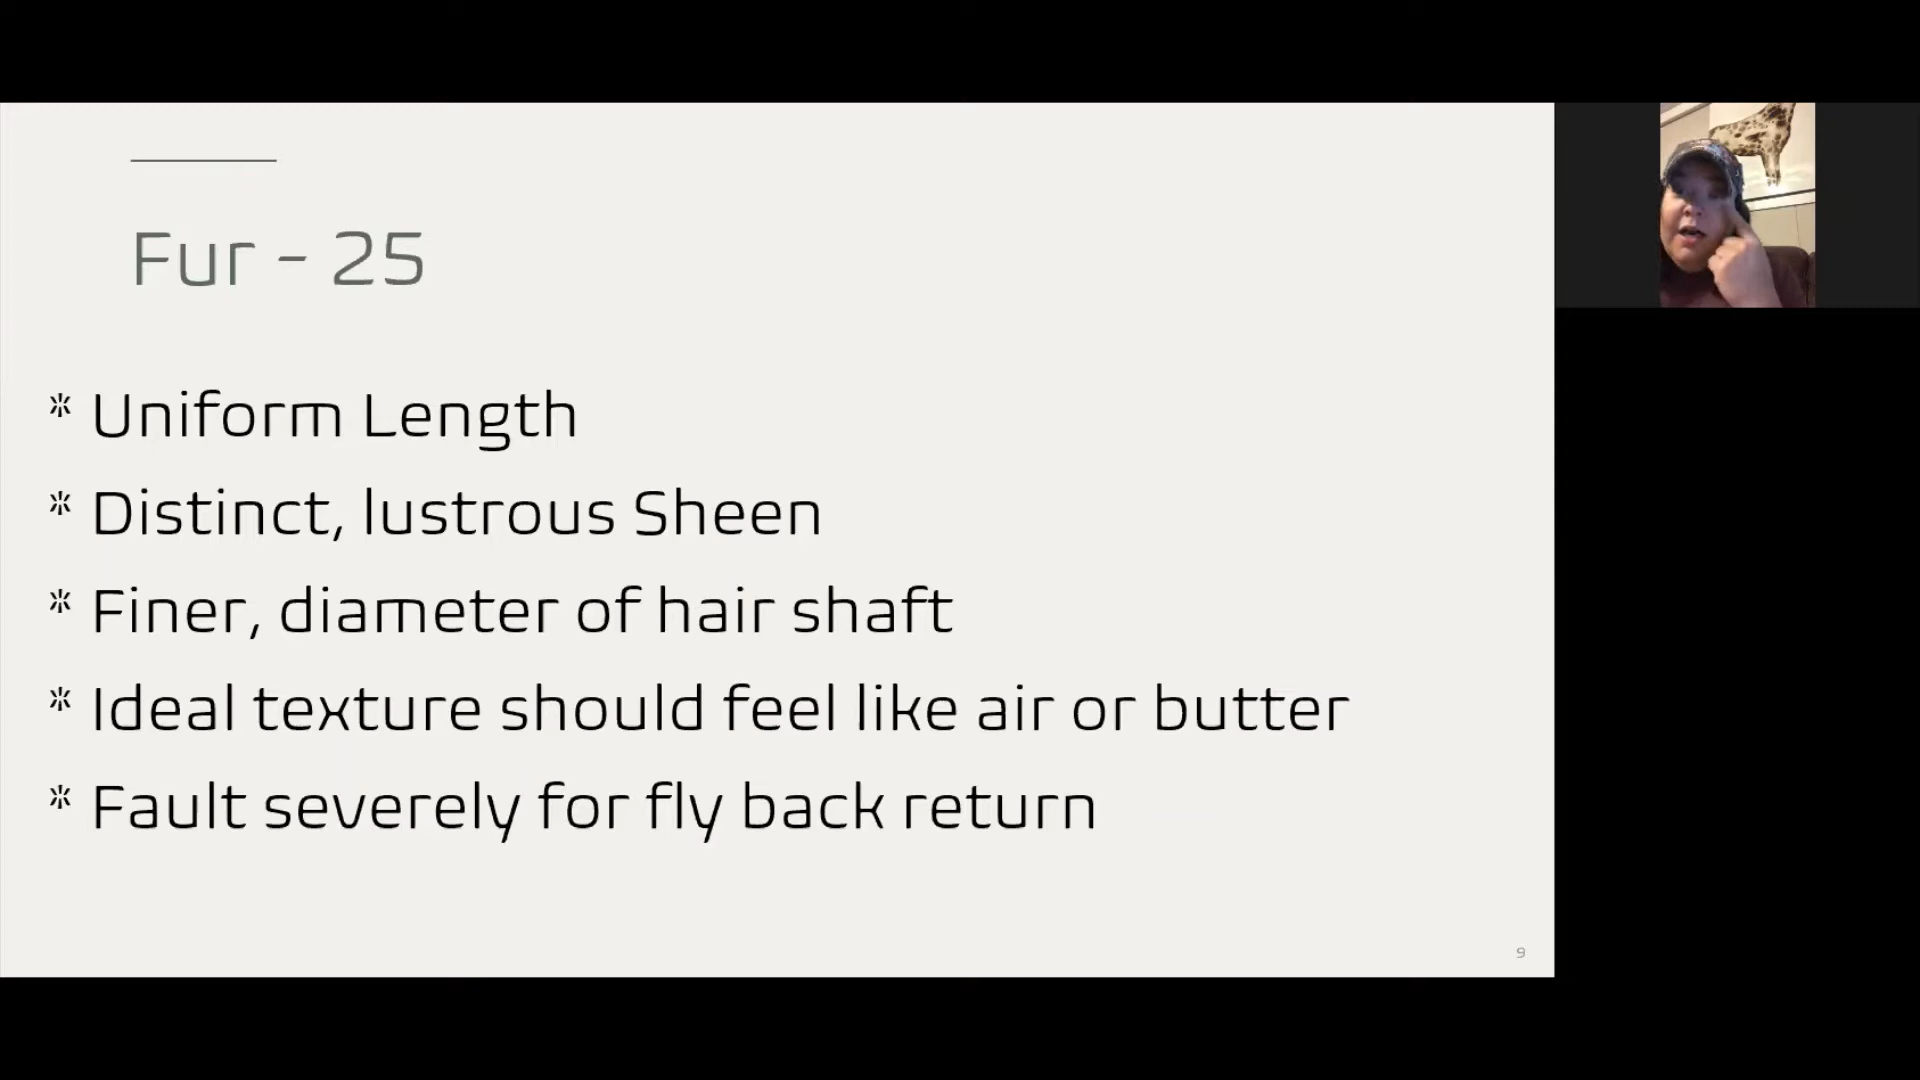 Fur - 25
* Uniform Length
* Distinct, lustrous Sheen
* Finer, diameter of hair shaft
* Ideal texture should feel like air or butter
* Fault severely for fly back return
9